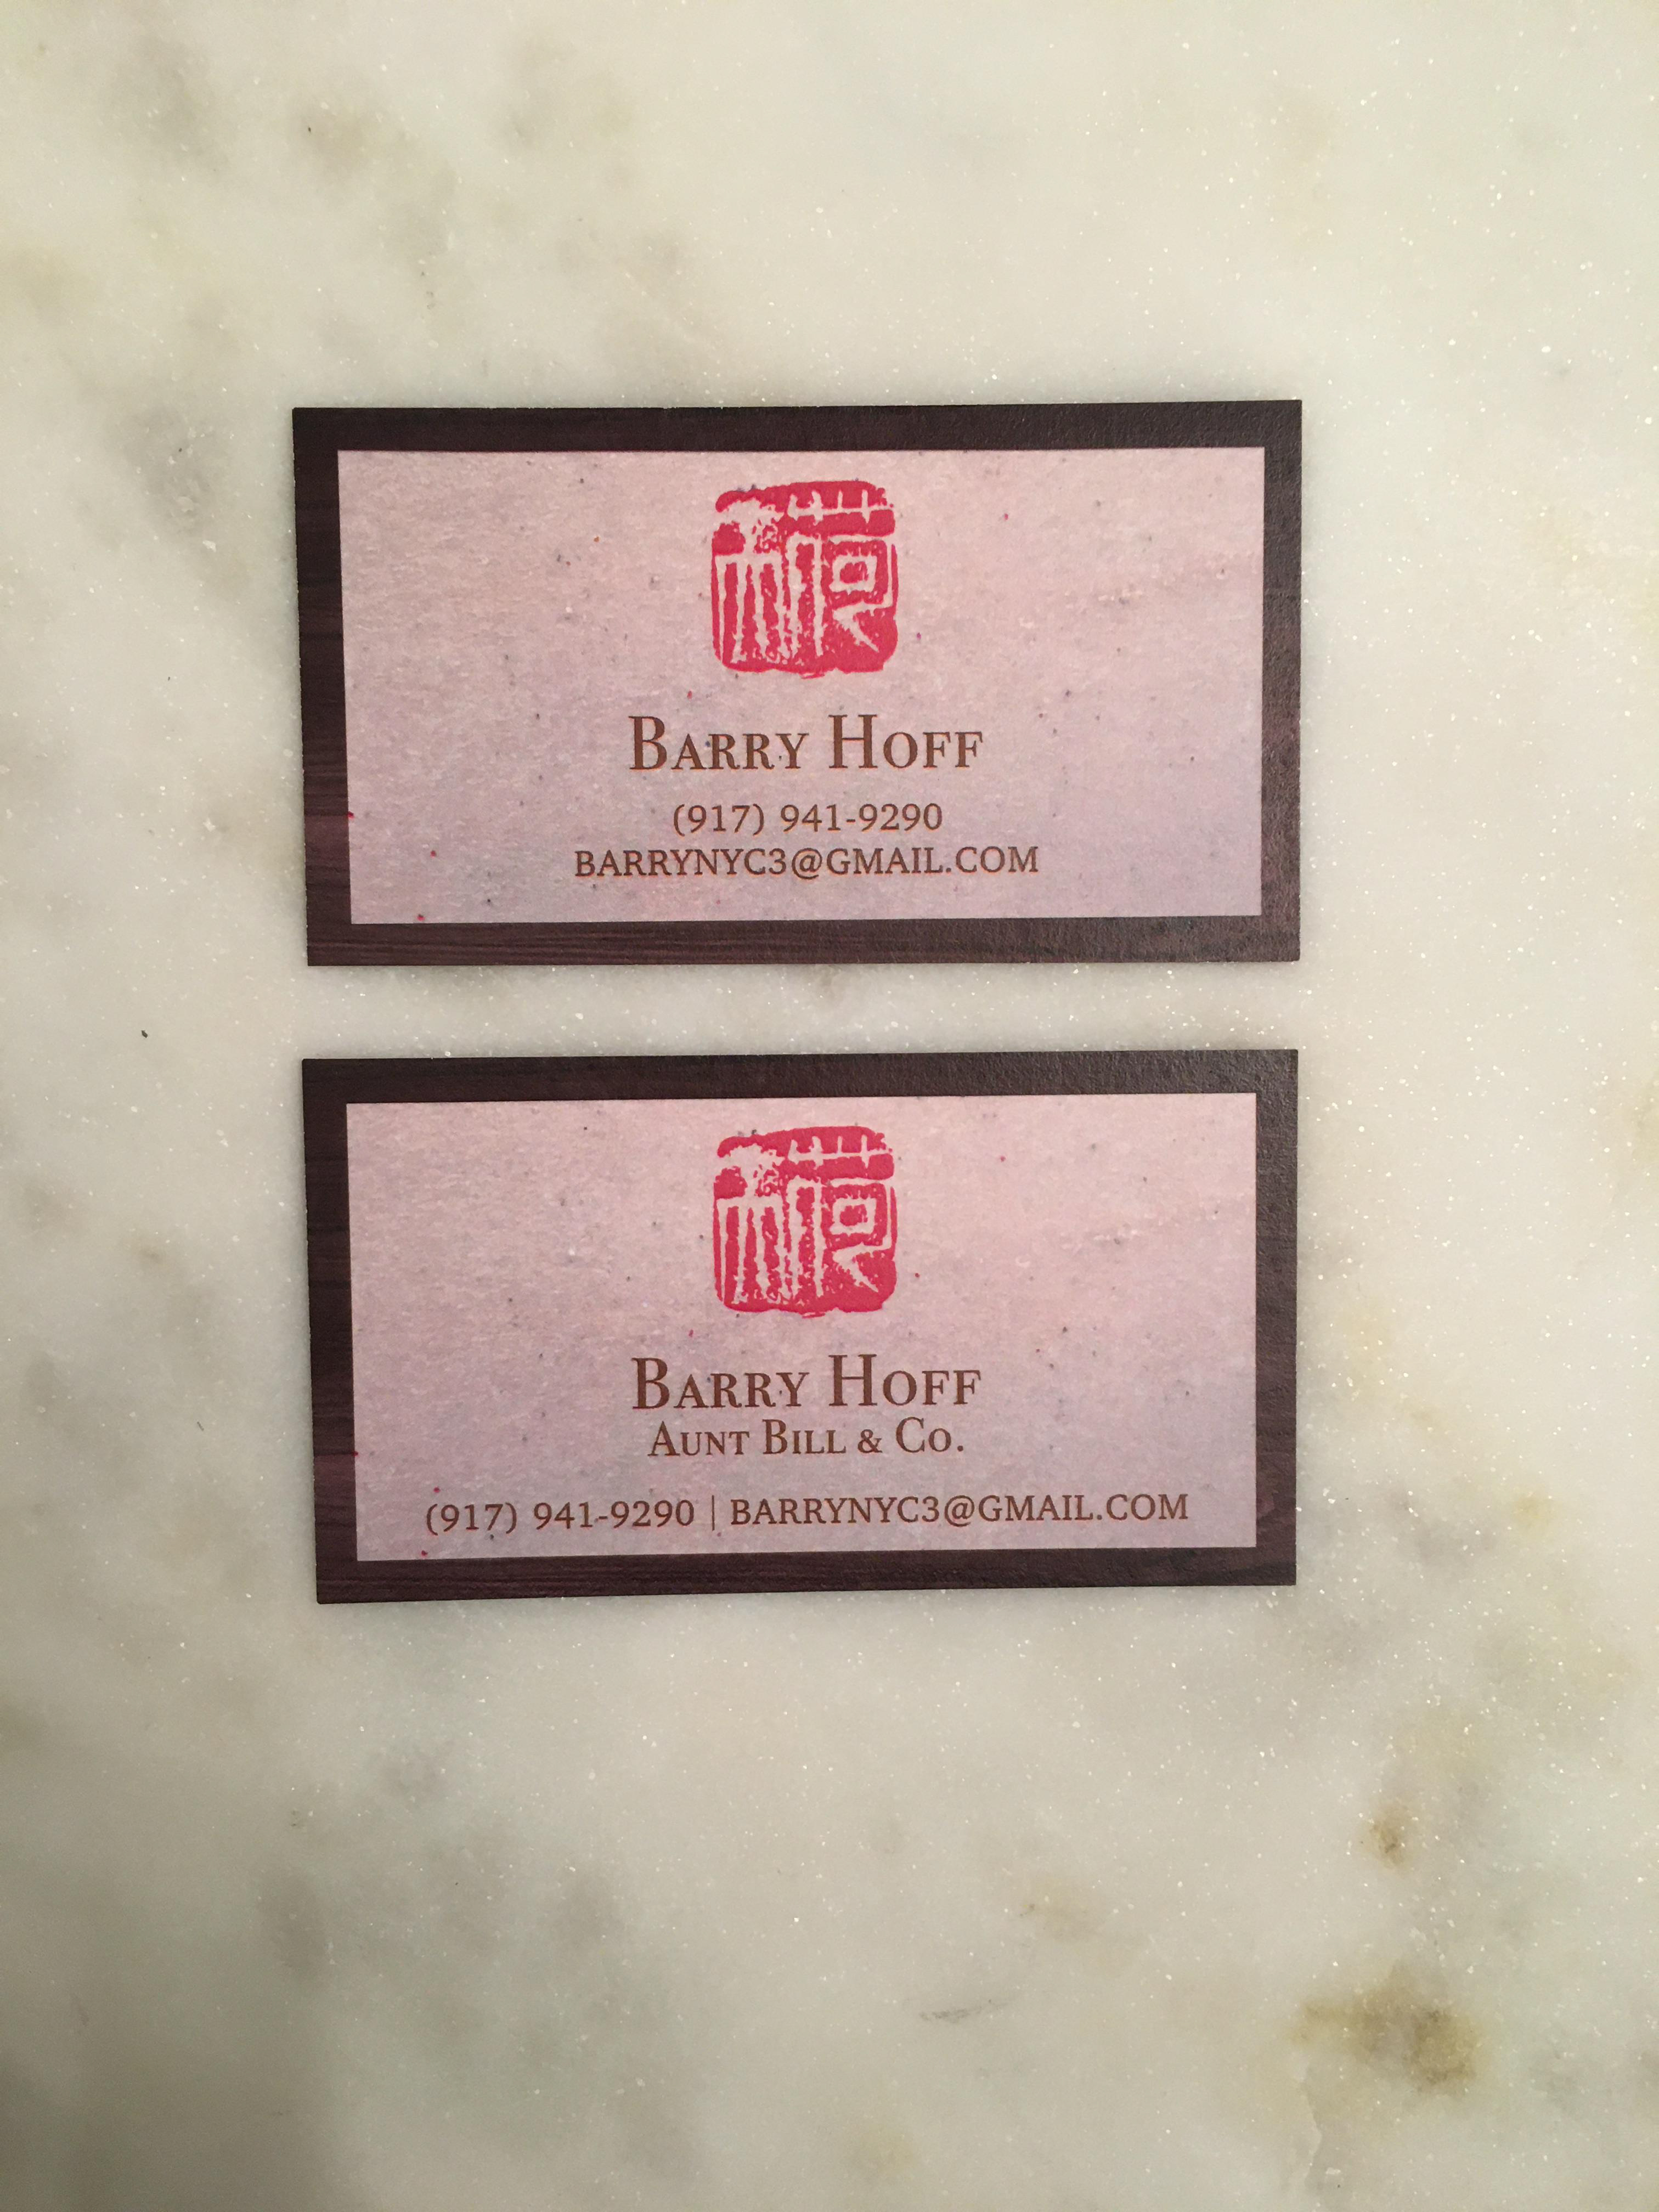 Barry Hoff
(917) 941-9290
BARRYNYC3@GMAIL.COM
Barry Hoff
Aunt Bill & Co.
(917) 941-9290 | BARRYNYC3@GMAIL.COM